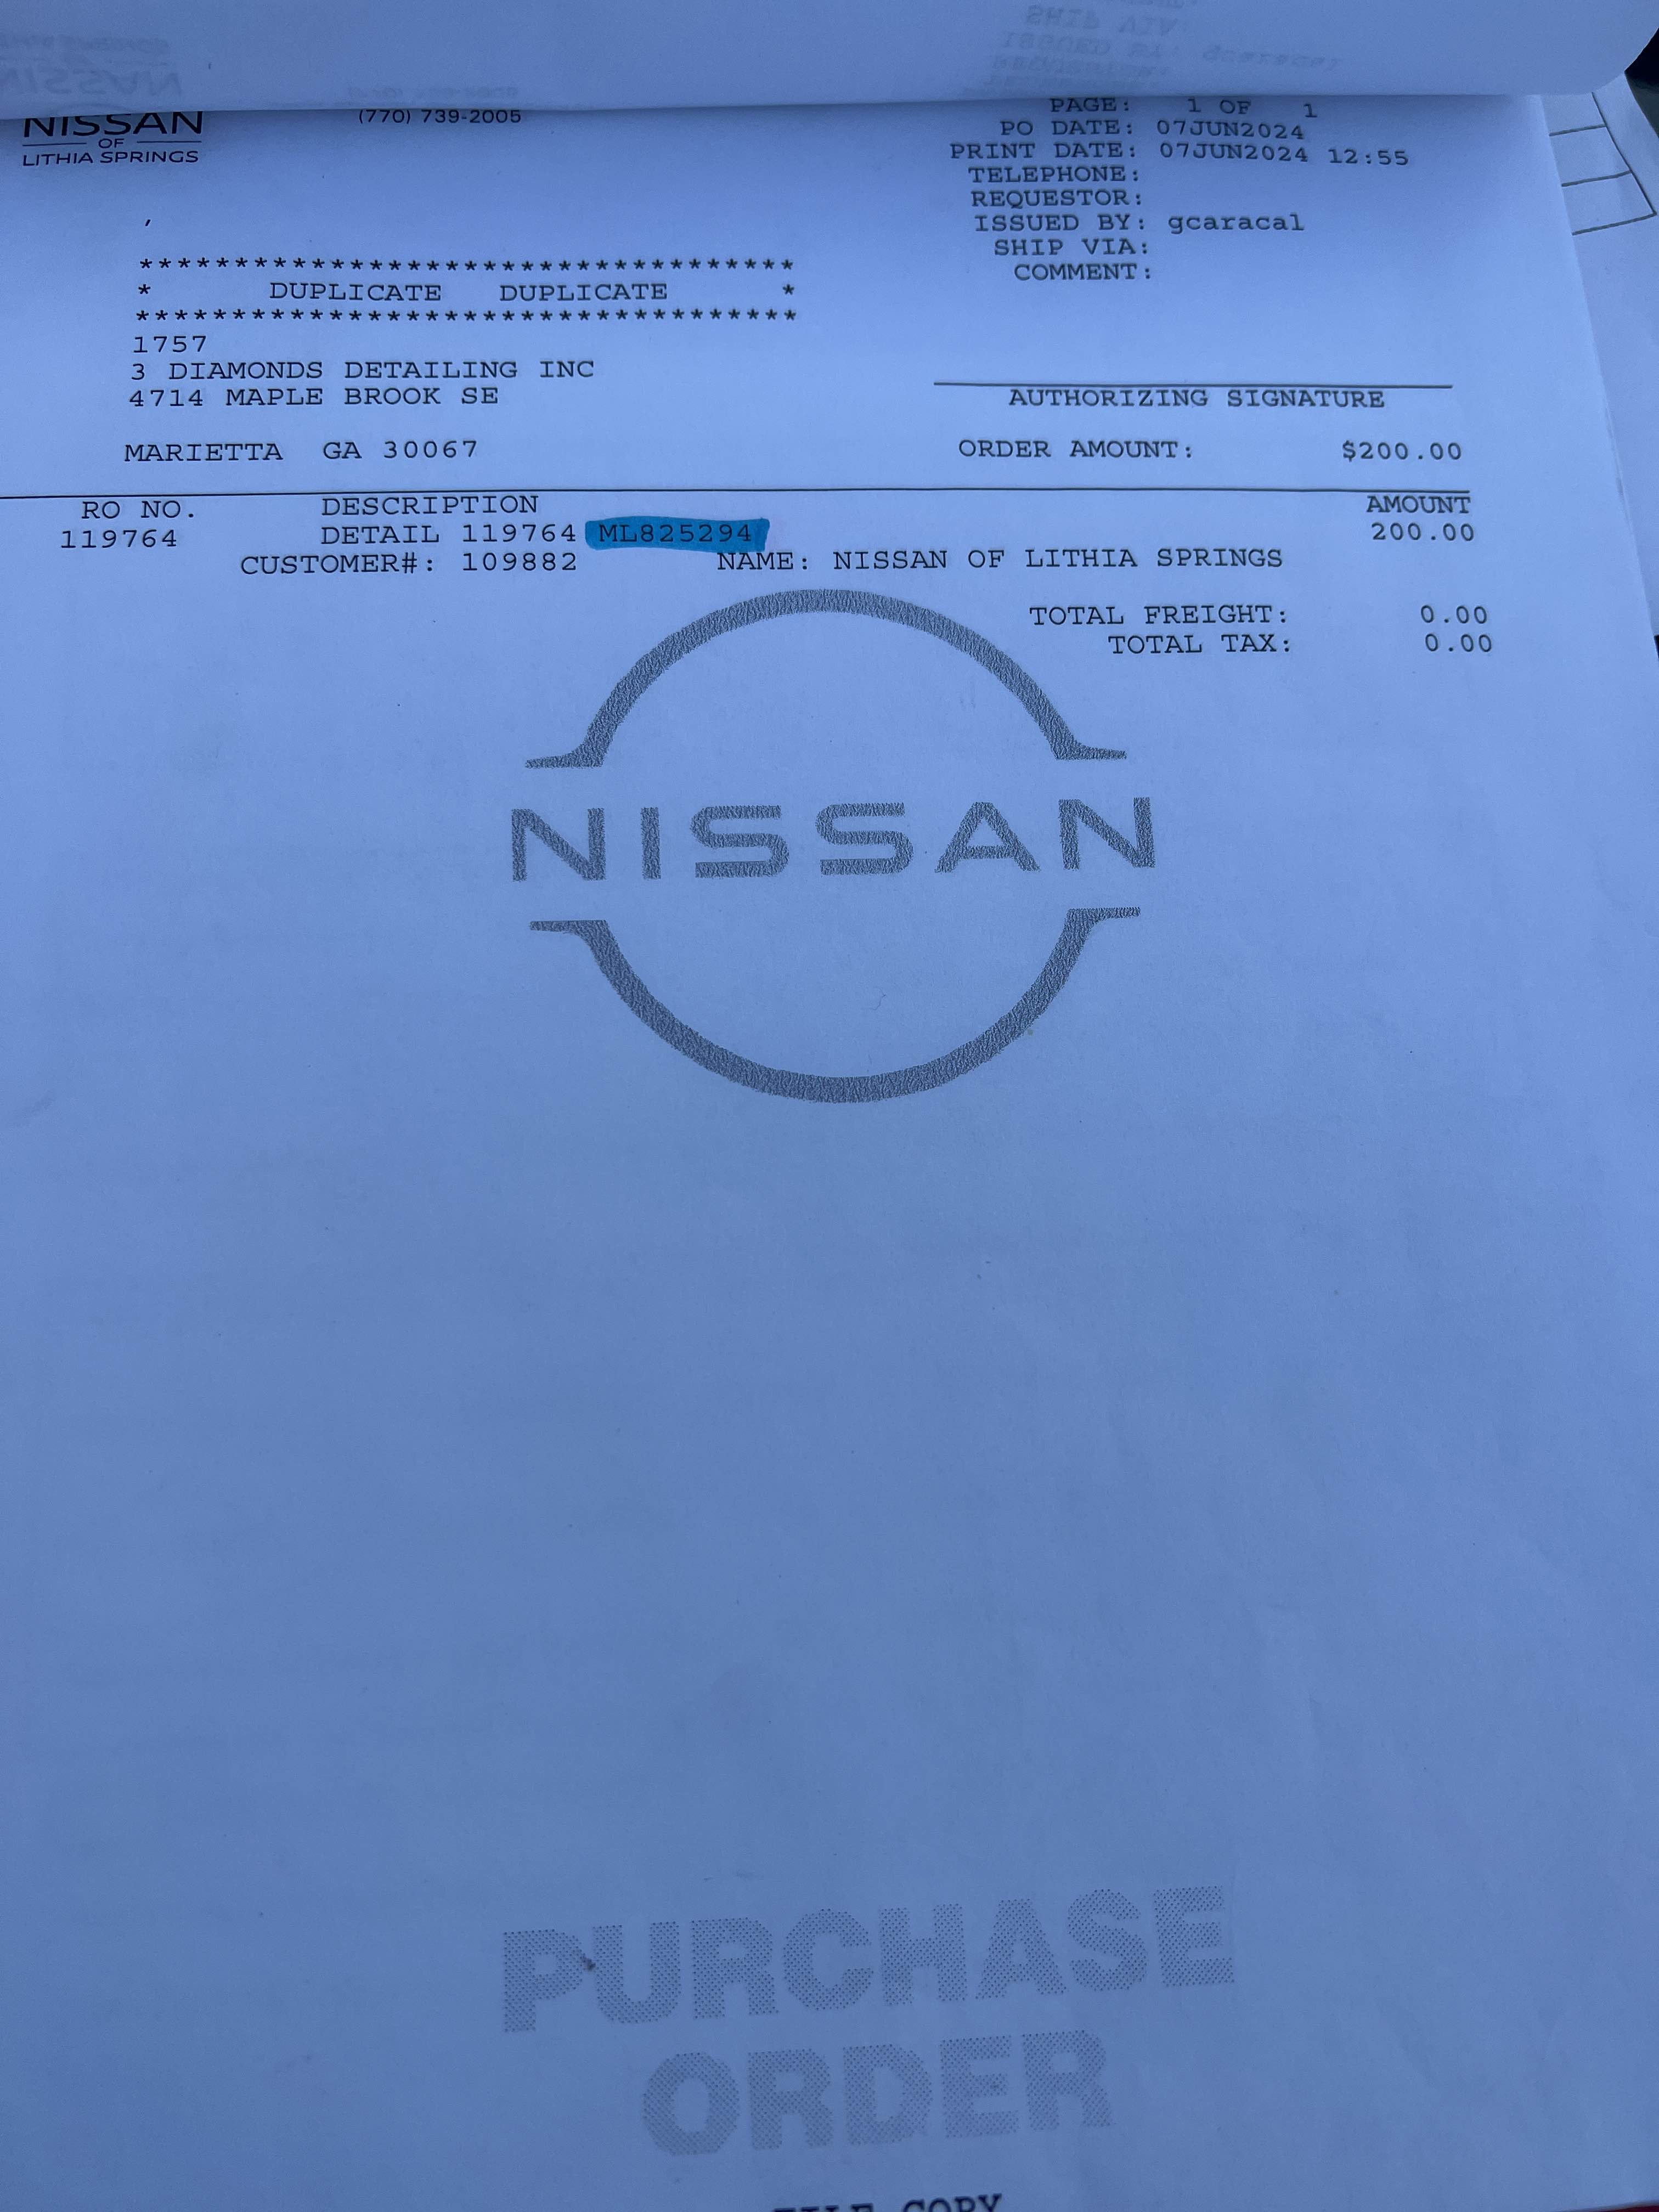 NISSAN
OF
LITHIA SPRINGS
(770) 739-2005
PAGE: 1 OF 1
PO DATE: 07JUN2024
PRINT DATE: 07JUN2024 12:55
TELEPHONE:
REQUESTOR:
ISSUED BY: gcaracal
SHIP VIA:
COMMENT:
,
***********************************
* DUPLICATE DUPLICATE *
***********************************
1757
3 DIAMONDS DETAILING INC
4714 MAPLE BROOK SE
MARIETTA GA 30067
AUTHORIZING SIGNATURE
ORDER AMOUNT: $200.00
RO NO. DESCRIPTION AMOUNT
119764 DETAIL 119764 ML825294 200.00
CUSTOMER#: 109882 NAME: NISSAN OF LITHIA SPRINGS
TOTAL FREIGHT: 0.00
TOTAL TAX: 0.00
NISSAN
PURCHASE
ORDER
FILE COPY